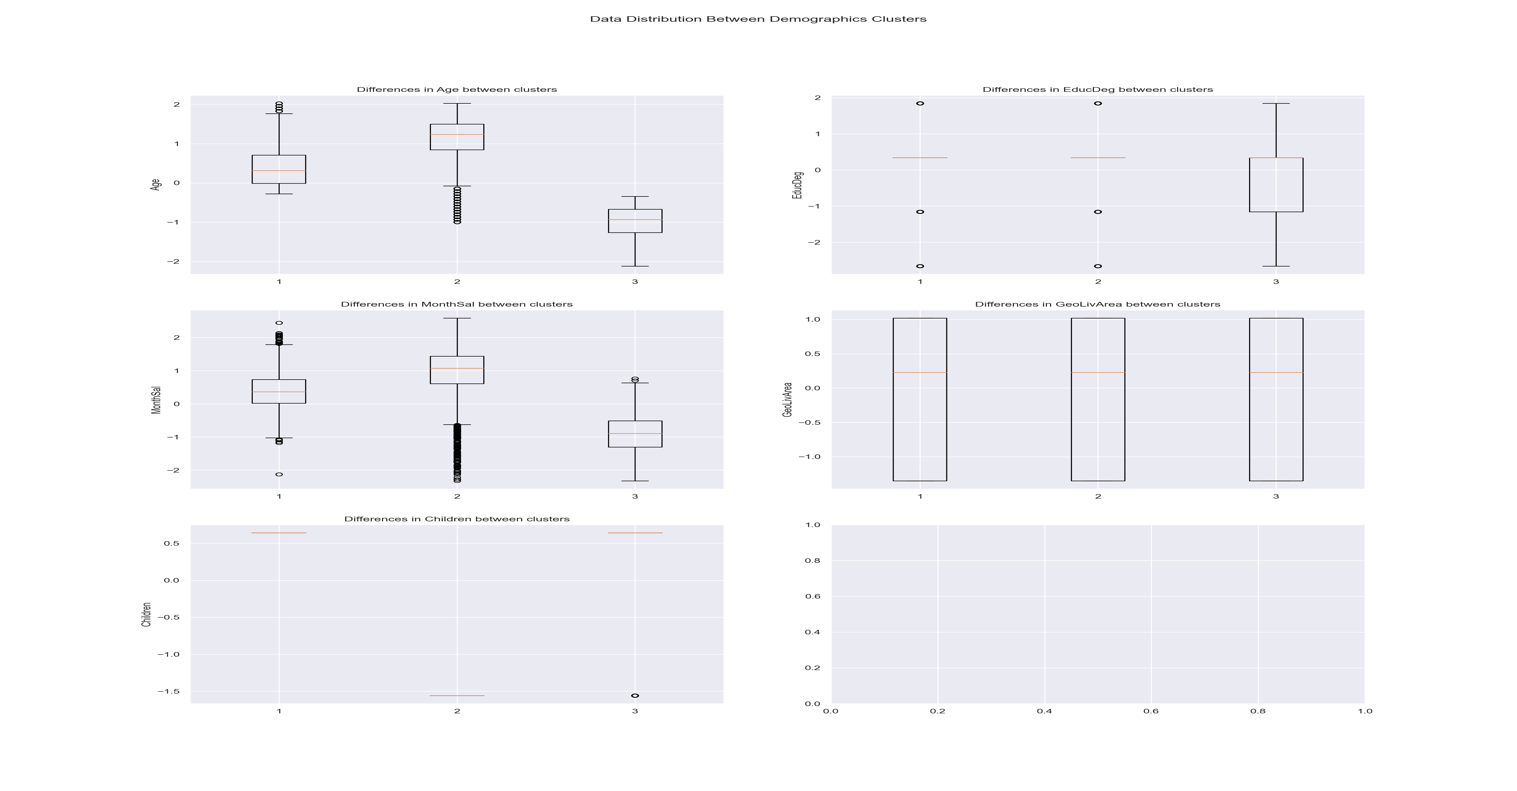 Data Distribution Between Demographics Clusters
Differences in Age between clusters
Age
2
1
0
−1
−2
1 2 3
Differences in EducDeg between clusters
EducDeg
2
1
0
−1
−2
1 2 3
Differences in MonthSal between clusters
MonthSal
2
1
0
−1
−2
1 2 3
Differences in GeoLivArea between clusters
GeoLivArea
1.0
0.5
0.0
−0.5
−1.0
1 2 3
Differences in Children between clusters
Children
0.5
0.0
−0.5
−1.0
−1.5
1 2 3
1.0
0.8
0.6
0.4
0.2
0.0
0.0 0.2 0.4 0.6 0.8 1.0